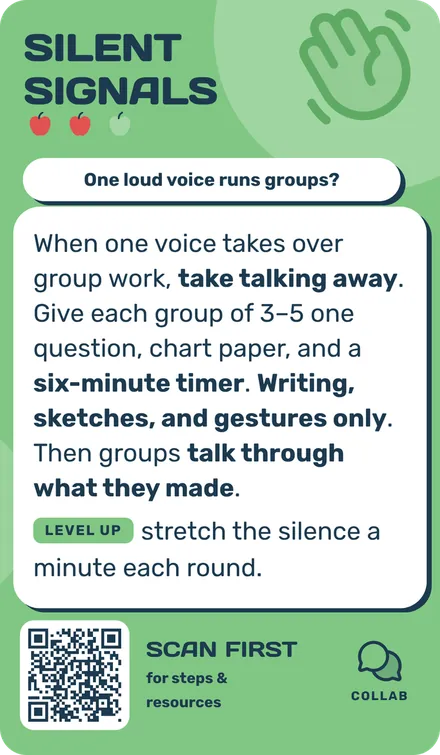 SILENT
SIGNALS
One loud voice runs groups?
When one voice takes over
group work, take talking away.
Give each group of 3–5 one
question, chart paper, and a
six-minute timer. Writing,
sketches, and gestures only.
Then groups talk through
what they made.
LEVEL UP stretch the silence a
minute each round.
SCAN FIRST
for steps &
resources
COLLAB